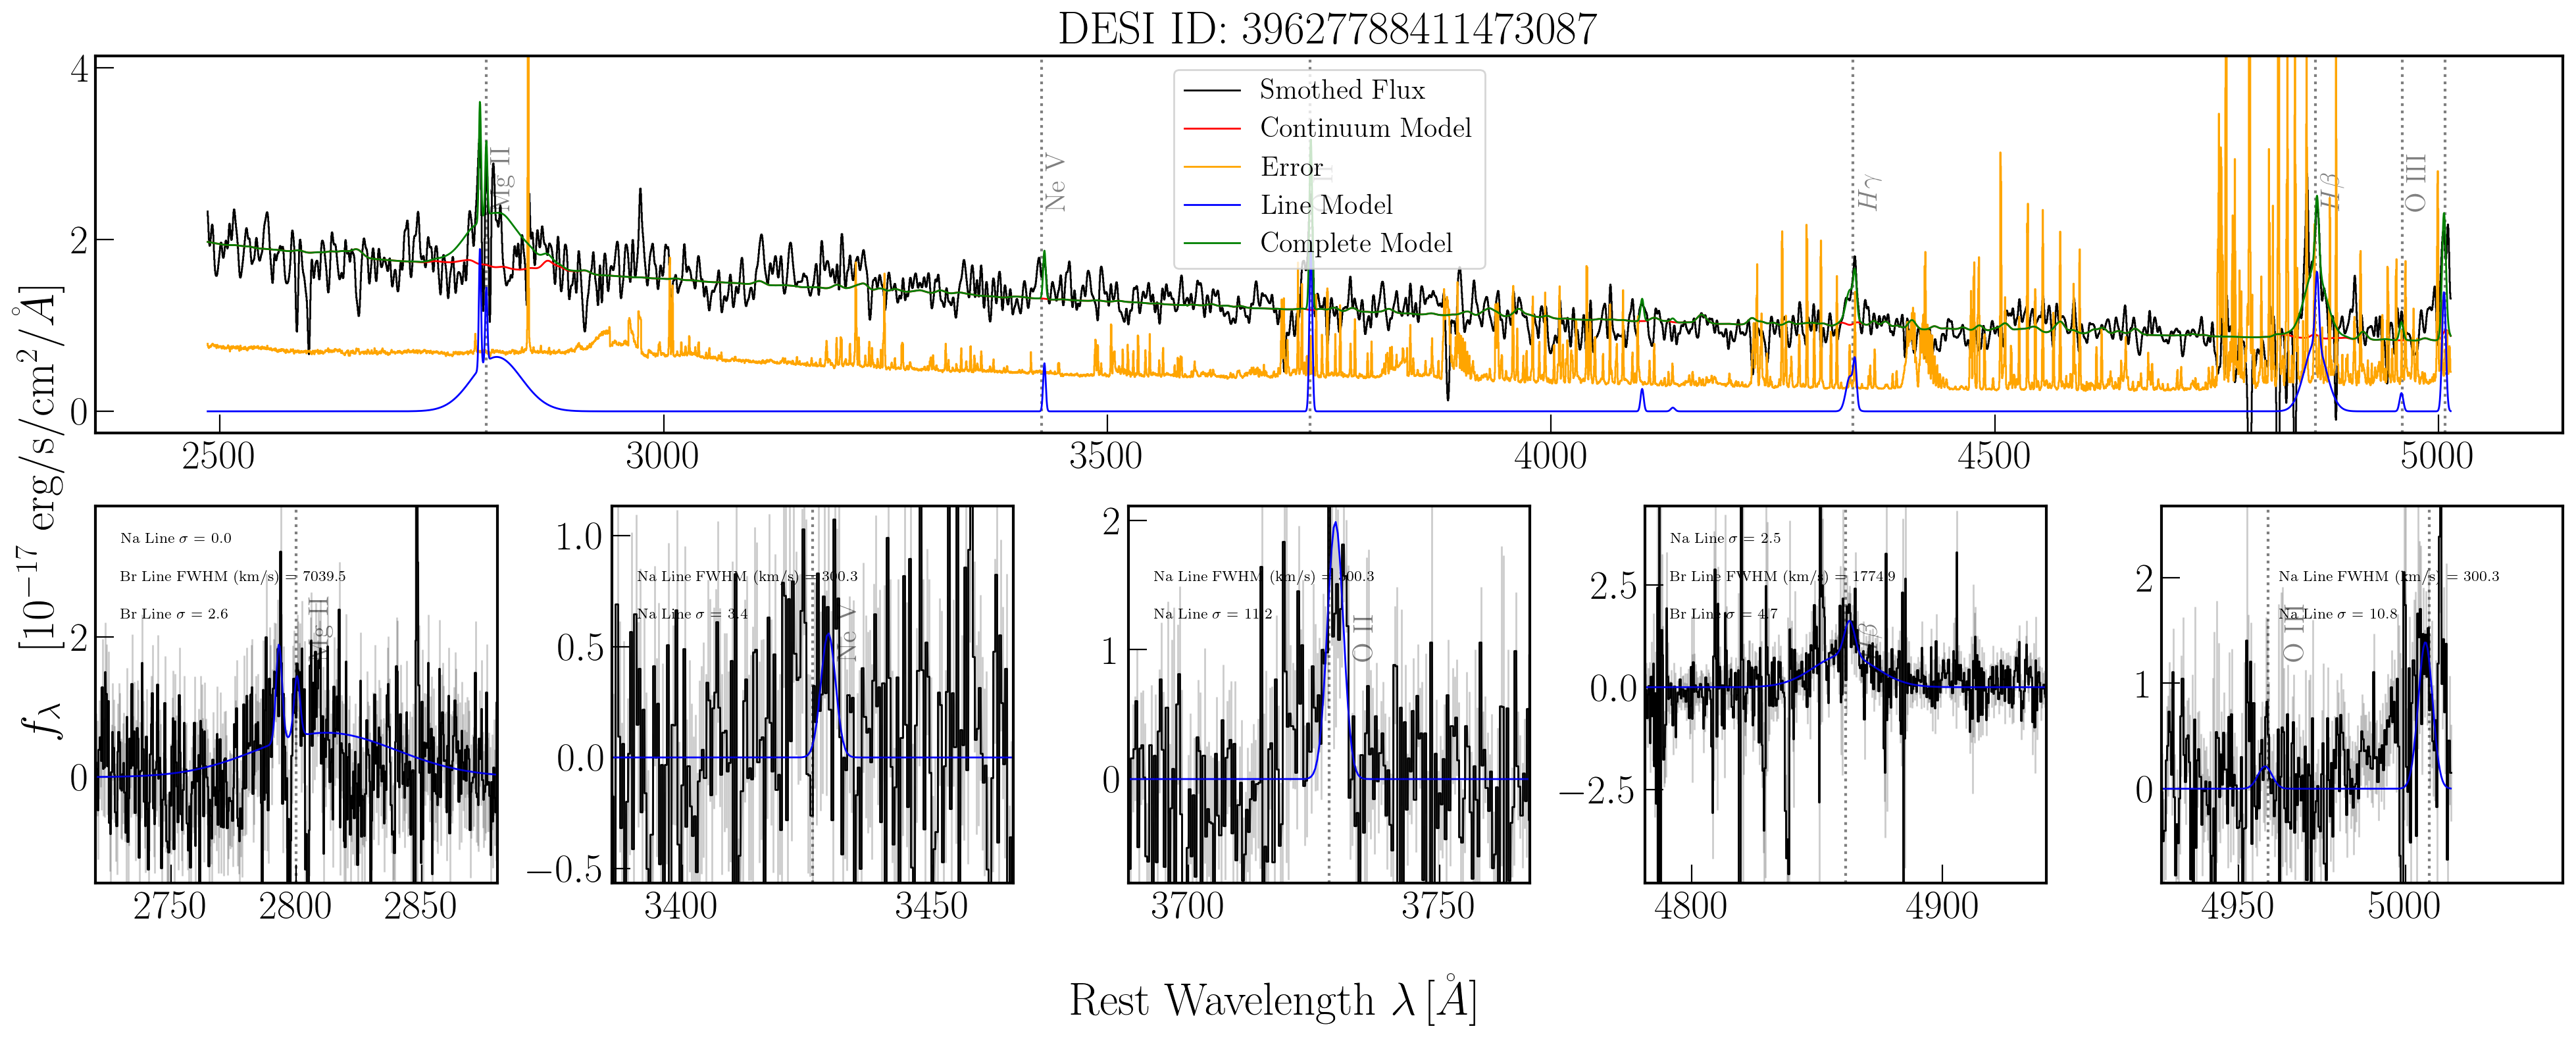 DESI ID: 39627788411473087
4
2
0
Smothed Flux
Continuum Model
Error
Line Model
Complete Model
Mg II
Ne V
Hγ
Hβ
O III
2500
3000
3500
4000
4500
5000
fλ [10⁻¹⁷ erg/s/cm²/Å]
Na Line σ = 0.0
Br Line FWHM (km/s) = 7039.5
Br Line σ = 2.6
Mg II
2
0
2750
2800
2850
Na Line FWHM (km/s) = 300.3
Na Line σ = 3.4
Ne V
1.0
0.5
0.0
−0.5
3400
3450
Na Line FWHM (km/s) = 300.3
Na Line σ = 11.2
O II
2
1
0
3700
3750
Na Line σ = 2.5
Br Line FWHM (km/s) = 1774.9
Br Line σ = 4.7
Hβ
2.5
0.0
−2.5
4800
4900
Na Line FWHM (km/s) = 300.3
Na Line σ = 10.8
O III
2
1
0
4950
5000
Rest Wavelength λ [Å]